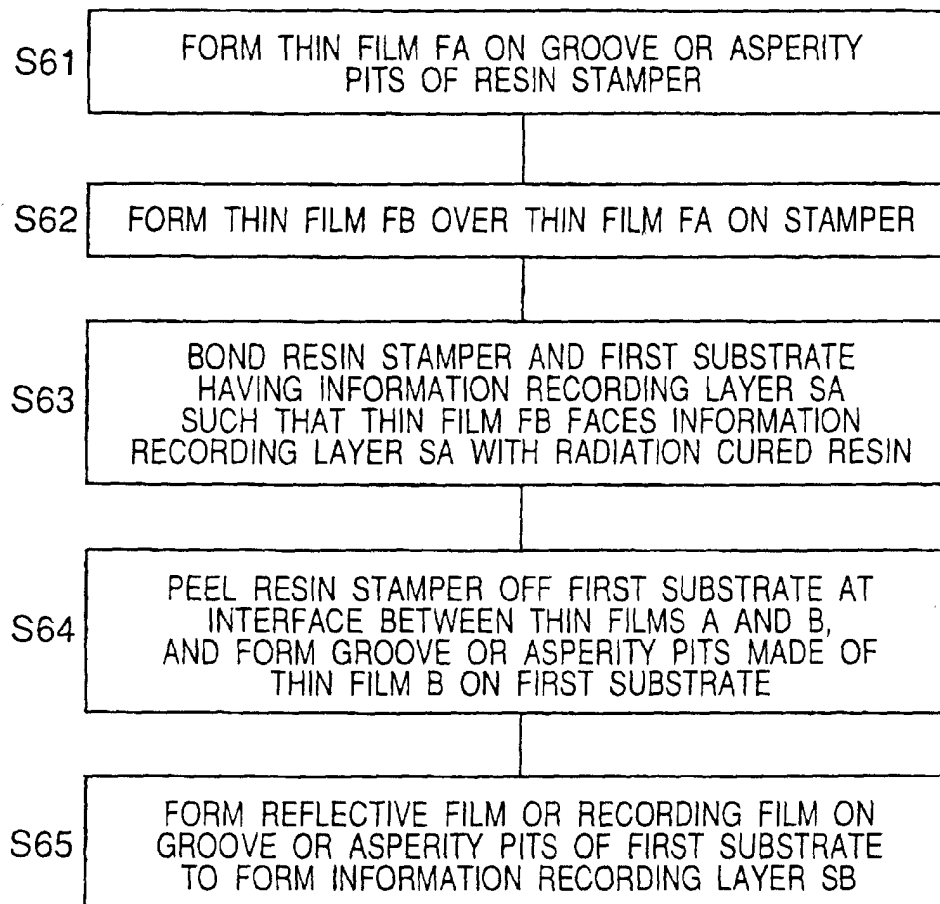 S61
FORM THIN FILM FA ON GROOVE OR ASPERITY
PITS OF RESIN STAMPER
S62
FORM THIN FILM FB OVER THIN FILM FA ON STAMPER
S63
BOND RESIN STAMPER AND FIRST SUBSTRATE
HAVING INFORMATION RECORDING LAYER SA
SUCH THAT THIN FILM FB FACES INFORMATION
RECORDING LAYER SA WITH RADIATION CURED RESIN
S64
PEEL RESIN STAMPER OFF FIRST SUBSTRATE AT
INTERFACE BETWEEN THIN FILMS A AND B,
AND FORM GROOVE OR ASPERITY PITS MADE OF
THIN FILM B ON FIRST SUBSTRATE
S65
FORM REFLECTIVE FILM OR RECORDING FILM ON
GROOVE OR ASPERITY PITS OF FIRST SUBSTRATE
TO FORM INFORMATION RECORDING LAYER SB